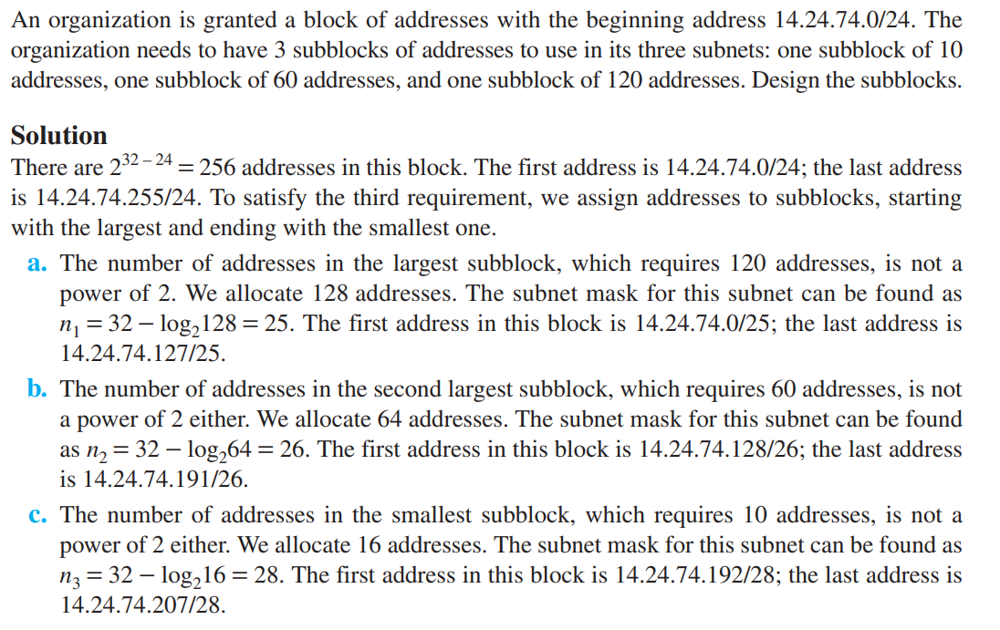 An organization is granted a block of addresses with the beginning address 14.24.74.0/24. The
organization needs to have 3 subblocks of addresses to use in its three subnets: one subblock of 10
addresses, one subblock of 60 addresses, and one subblock of 120 addresses. Design the subblocks.
Solution
There are 2³²⁻²⁴ = 256 addresses in this block. The first address is 14.24.74.0/24; the last address
is 14.24.74.255/24. To satisfy the third requirement, we assign addresses to subblocks, starting
with the largest and ending with the smallest one.
a. The number of addresses in the largest subblock, which requires 120 addresses, is not a
power of 2. We allocate 128 addresses. The subnet mask for this subnet can be found as
n₁ = 32 – log₂128 = 25. The first address in this block is 14.24.74.0/25; the last address is
14.24.74.127/25.
b. The number of addresses in the second largest subblock, which requires 60 addresses, is not
a power of 2 either. We allocate 64 addresses. The subnet mask for this subnet can be found
as n₂ = 32 – log₂64 = 26. The first address in this block is 14.24.74.128/26; the last address
is 14.24.74.191/26.
c. The number of addresses in the smallest subblock, which requires 10 addresses, is not a
power of 2 either. We allocate 16 addresses. The subnet mask for this subnet can be found as
n₃ = 32 – log₂16 = 28. The first address in this block is 14.24.74.192/28; the last address is
14.24.74.207/28.